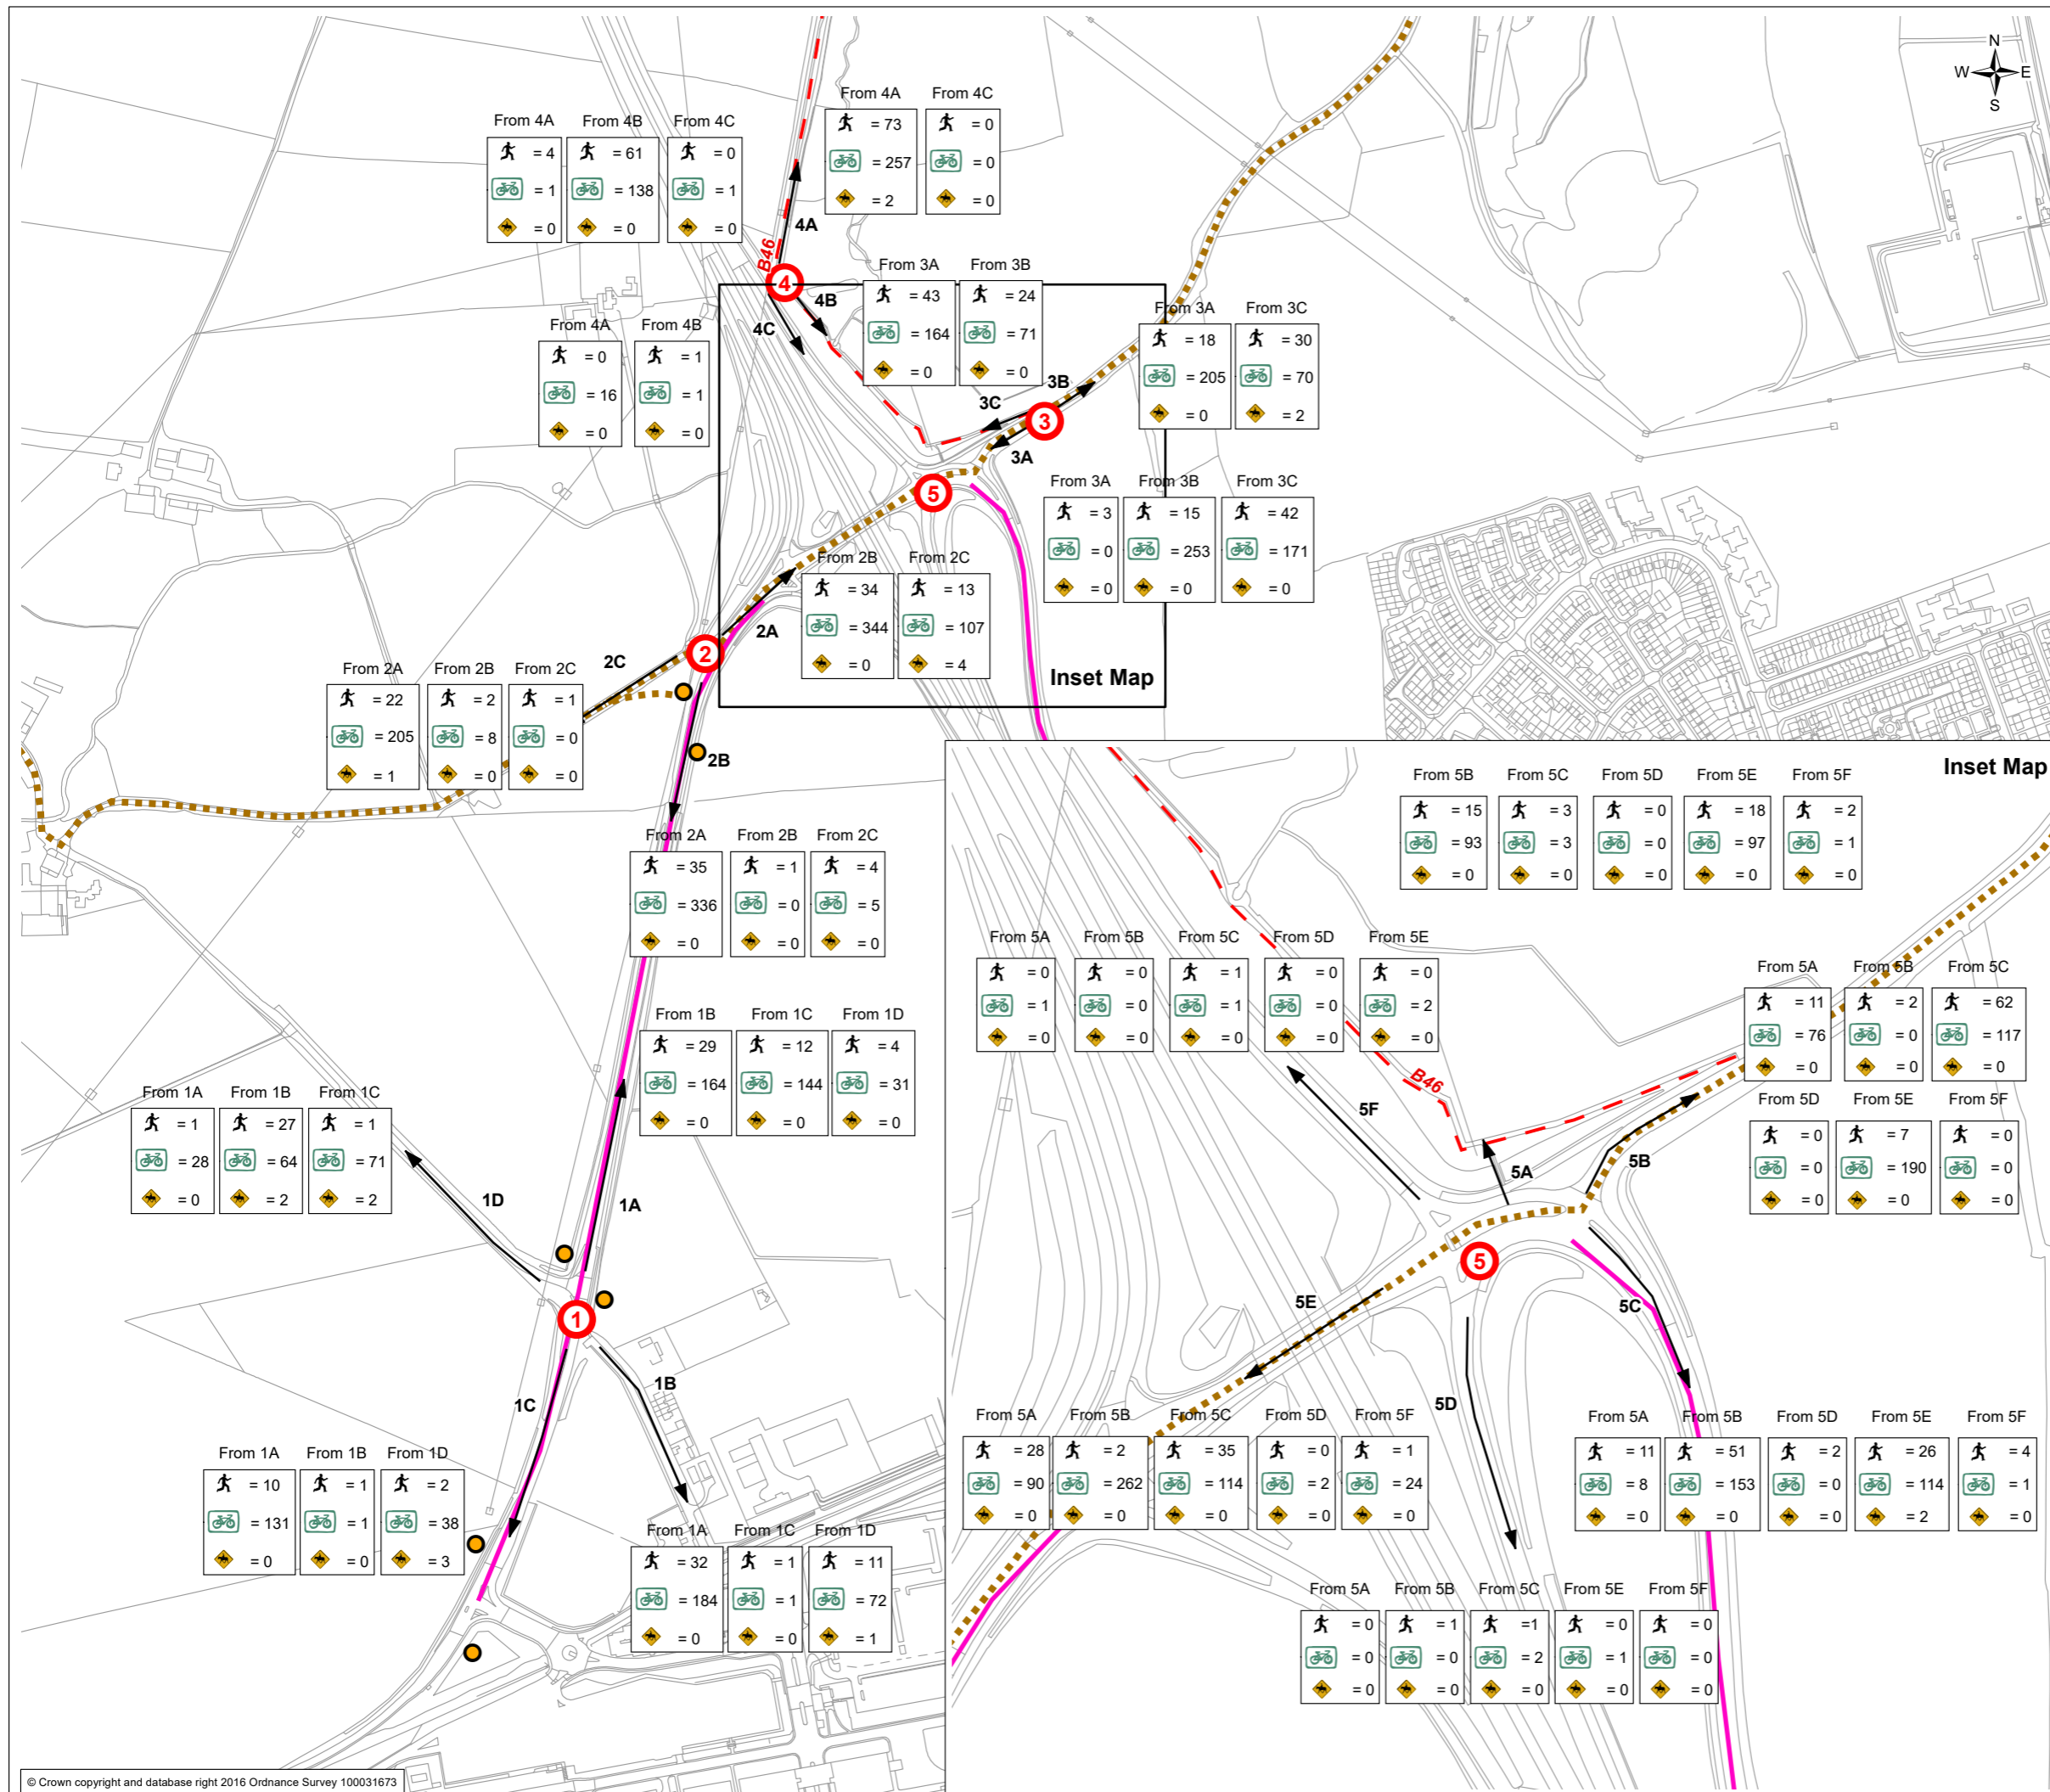 N
W E
S
From 4A From 4C
= 73 = 0
= 257 = 0
= 2 = 0
From 4A From 4B From 4C
= 4 = 61 = 0
= 1 = 138 = 1
= 0 = 0 = 0
4A
B46
4
4B
4C
From 3A From 3B
= 43 = 24
= 164 = 71
= 0 = 0
From 3A From 3C
= 18 = 30
= 205 = 70
= 0 = 2
From 4A From 4B
= 0 = 1
= 16 = 1
= 0 = 0
3B
3C
3
3A
5
From 3A From 3B From 3C
= 3 = 15 = 42
= 0 = 253 = 171
= 0 = 0 = 0
From 2B From 2C
= 34 = 13
= 344 = 107
= 0 = 4
2A
2
2C
Inset Map
From 2A From 2B From 2C
= 22 = 2 = 1
= 205 = 8 = 0
= 1 = 0 = 0
2B
From 2A From 2B From 2C
= 35 = 1 = 4
= 336 = 0 = 5
= 0 = 0 = 0
From 1B From 1C From 1D
= 29 = 12 = 4
= 164 = 144 = 31
= 0 = 0 = 0
From 1A From 1B From 1C
= 1 = 27 = 1
= 28 = 64 = 71
= 0 = 2 = 2
1D
1A
1
1B
1C
From 1A From 1B From 1D
= 10 = 1 = 2
= 131 = 1 = 38
= 0 = 0 = 3
From 1A From 1C From 1D
= 32 = 1 = 11
= 184 = 1 = 72
= 0 = 0 = 1
Inset Map
From 5B From 5C From 5D From 5E From 5F
= 15 = 3 = 0 = 18 = 2
= 93 = 3 = 0 = 97 = 1
= 0 = 0 = 0 = 0 = 0
From 5A From 5B From 5C From 5D From 5E
= 0 = 0 = 1 = 0 = 0
= 1 = 0 = 1 = 0 = 2
= 0 = 0 = 0 = 0 = 0
From 5A From 5B From 5C
= 11 = 2 = 62
= 76 = 0 = 117
= 0 = 0 = 0
From 5D From 5E From 5F
= 0 = 7 = 0
= 0 = 190 = 0
= 0 = 0 = 0
B46
5F
5A
5B
5
5E
5C
5D
From 5A From 5B From 5C From 5D From 5F
= 28 = 2 = 35 = 0 = 1
= 90 = 262 = 114 = 2 = 24
= 0 = 0 = 0 = 0 = 0
From 5A From 5B From 5D From 5E From 5F
= 11 = 51 = 2 = 26 = 4
= 8 = 153 = 0 = 114 = 1
= 0 = 0 = 0 = 2 = 0
From 5A From 5B From 5C From 5E From 5F
= 0 = 1 =1 = 0 = 0
= 0 = 0 = 2 = 1 = 0
= 0 = 0 = 0 = 0 = 0
© Crown copyright and database right 2016 Ordnance Survey 100031673